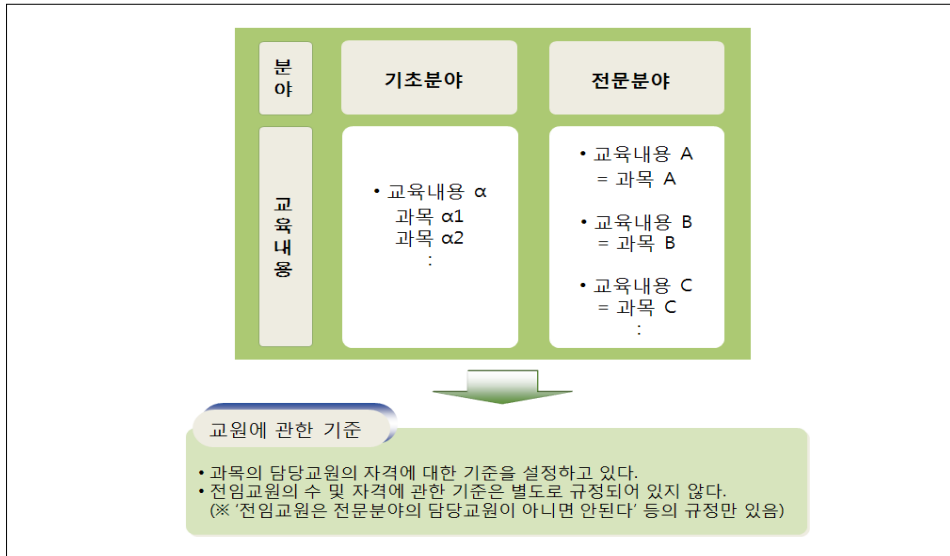 분야
기초분야
전문분야
교육내용
• 교육내용 α
과목 α1
과목 α2
:
• 교육내용 A
= 과목 A
• 교육내용 B
= 과목 B
• 교육내용 C
= 과목 C
:
교원에 관한 기준
• 과목의 담당교원의 자격에 대한 기준을 설정하고 있다.
• 전임교원의 수 및 자격에 관한 기준은 별도로 규정되어 있지 않다.
(※ '전임교원은 전문분야의 담당교원이 아니면 안된다' 등의 규정만 있음)